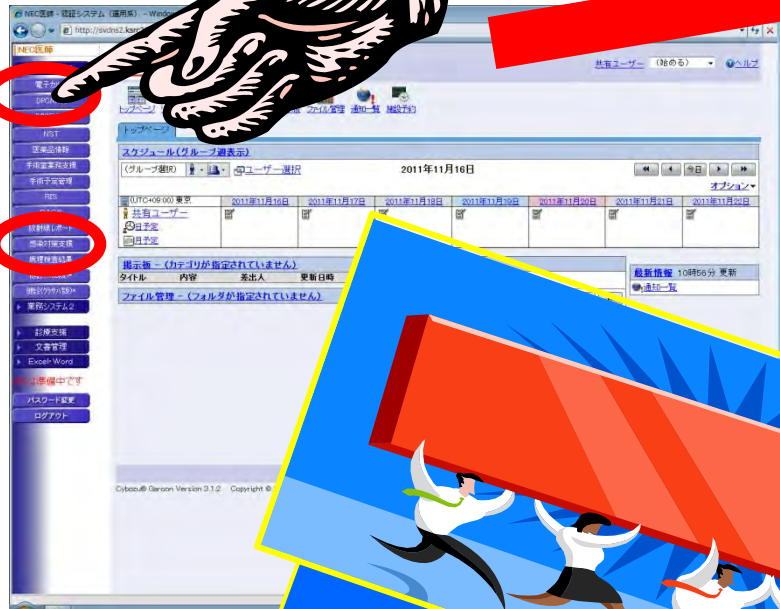 NEC医師 - 認証システム (運用系) - Window
http://svdns2.ksrc
NEC医師
共有ユーザー (始める) ヘルプ
電子カ
DPC
トップページ
ファイル管理 通知一覧 施設予約
NST
トップページ
医薬品情報
スケジュール(グループ週表示)
手術室業務支援
(グループ選択) ユーザー選択 2011年11月16日 今日
手術予定管理
オプション
RIS
(UTC+09:00) 東京 2011年11月16日 2011年11月17日 2011年11月18日 2011年11月19日 2011年11月20日 2011年11月21日 2011年11月22日
共有ユーザー
放射線レポート
日予定
感染対策支援
月予定
病理検査結果
掲示板 - (カテゴリが指定されていません)
最新情報 10時56分 更新
タイトル 内容 差出人 更新日時
通知一覧
ファイル管理 - (フォルダが指定されていません)
業務システム2
診療支援
文書管理
Excel・Word
準備中です
パスワード変更
ログアウト
Cybozu® Garoon Version 3.1.2 Copyright ©